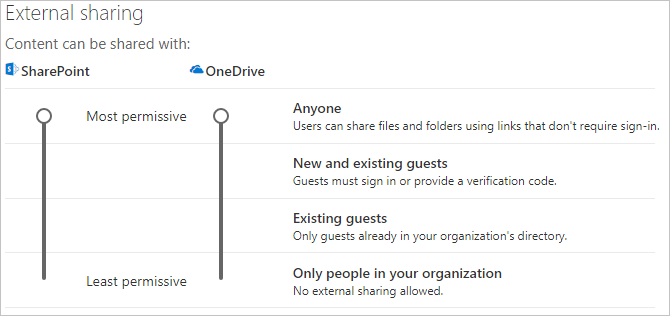 External sharing
Content can be shared with:
SharePoint OneDrive
Most permissive Anyone
Users can share files and folders using links that don't require sign-in.
New and existing guests
Guests must sign in or provide a verification code.
Existing guests
Only guests already in your organization's directory.
Least permissive Only people in your organization
No external sharing allowed.